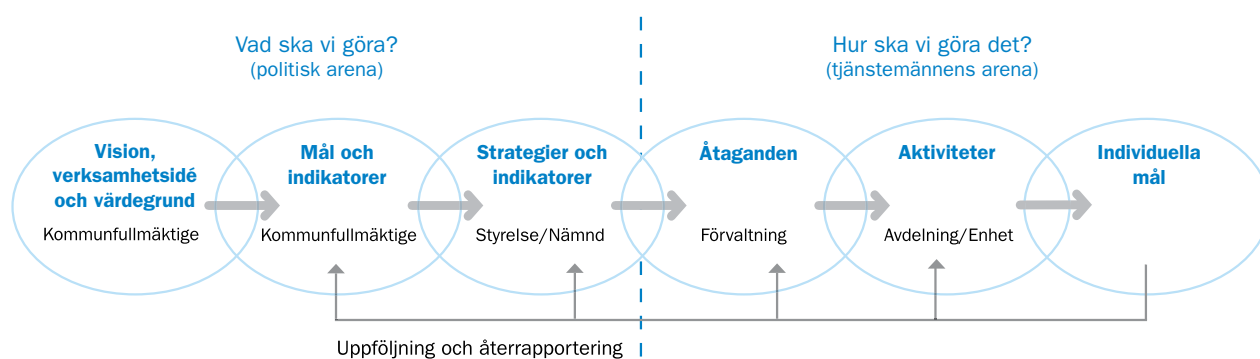 Vad ska vi göra?
(politisk arena)
Hur ska vi göra det?
(tjänstemännens arena)
Vision,
verksamhetsidé
och värdegrund
Kommunfullmäktige
Mål och
indikatorer
Kommunfullmäktige
Strategier och
indikatorer
Styrelse/Nämnd
Åtaganden
Förvaltning
Aktiviteter
Avdelning/Enhet
Individuella
mål
Uppföljning och återrapportering